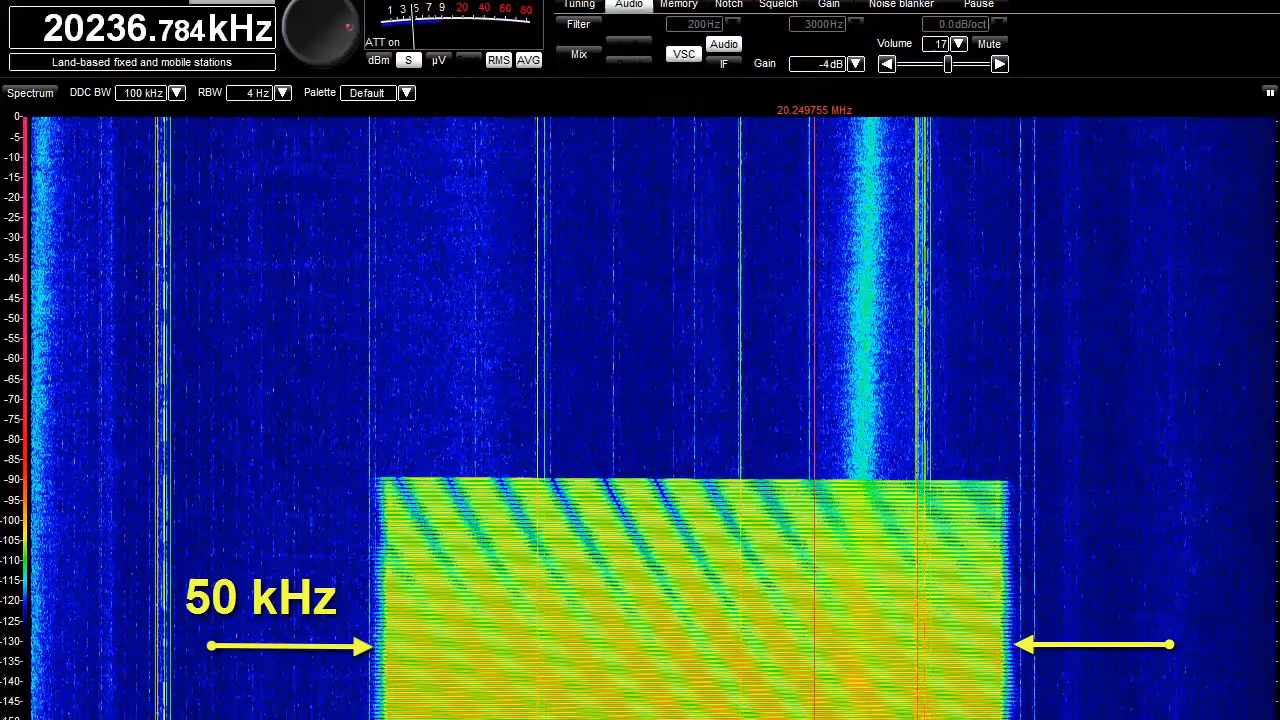 20236.784kHz
Land-based fixed and mobile stations
1 3 5 7 9 20 40 60 80
ATT on
dBm S µV RMS AVG
Tuning Audio Memory Notch Squelch Gain Noise blanker Pause
Filter 200Hz 3000Hz 0.0dB/oct
Mix VSC Audio IF
Volume 17 Mute
Gain -4dB
Spectrum DDC BW 100 kHz RBW 4 Hz Palette Default
20.249755 MHz
0
-5
-10
-15
-20
-25
-30
-35
-40
-45
-50
-55
-60
-65
-70
-75
-80
-85
-90
-95
-100
-105
-110
-115
-120
-125
-130
-135
-140
-145
50 kHz